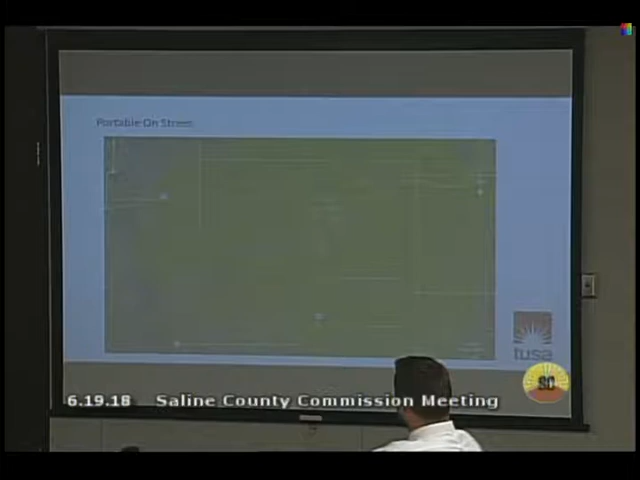 Portable On Street
tusa
SC
6.19.18 Saline County Commission Meeting